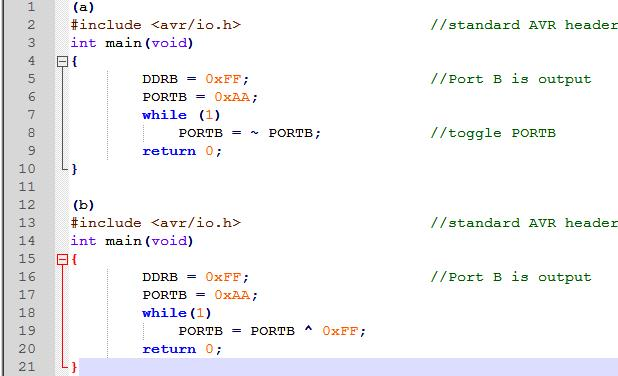 1 (a)
2 #include <avr/io.h> //standard AVR header
3 int main(void)
4 {
5 DDRB = 0xFF; //Port B is output
6 PORTB = 0xAA;
7 while (1)
8 PORTB = ~ PORTB; //toggle PORTB
9 return 0;
10 }
11
12 (b)
13 #include <avr/io.h> //standard AVR header
14 int main(void)
15 {
16 DDRB = 0xFF; //Port B is output
17 PORTB = 0xAA;
18 while(1)
19 PORTB = PORTB ^ 0xFF;
20 return 0;
21 }